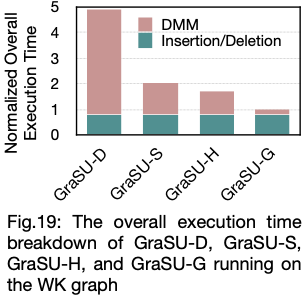 Normalized Overall
Execution Time
5
4
3
2
1
0
DMM
Insertion/Deletion
GraSU-D
GraSU-S
GraSU-H
GraSU-G
Fig.19: The overall execution time
breakdown of GraSU-D, GraSU-S,
GraSU-H, and GraSU-G running on
the WK graph